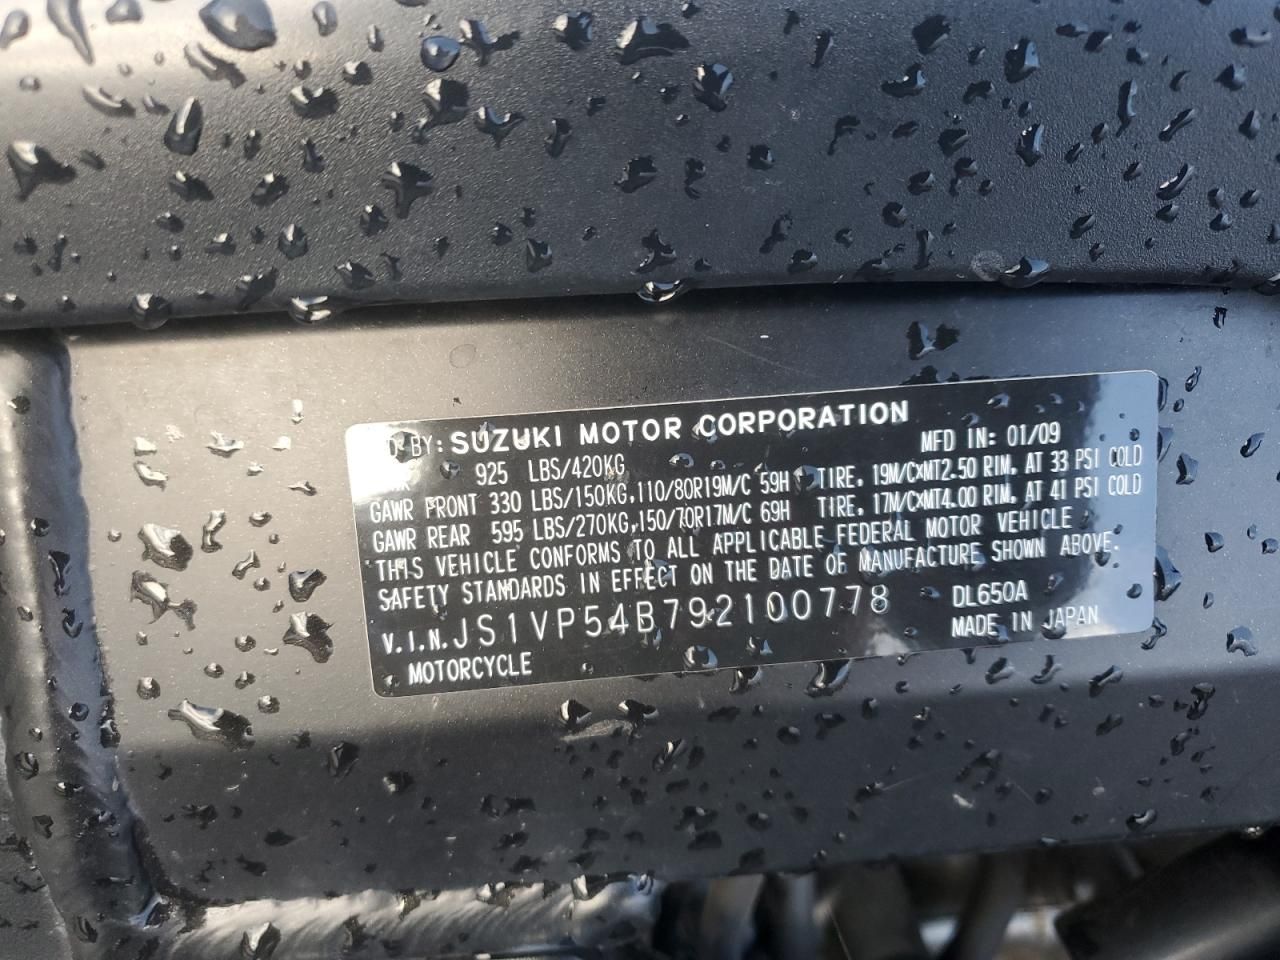 BY: SUZUKI MOTOR CORPORATION MFD IN: 01/09
925 LBS/420KG
GAWR FRONT 330 LBS/150KG,110/80R19M/C 59H TIRE, 19M/C×MT2.50 RIM, AT 33 PSI COLD
GAWR REAR 595 LBS/270KG,150/70R17M/C 69H TIRE, 17M/C×MT4.00 RIM, AT 41 PSI COLD
THIS VEHICLE CONFORMS TO ALL APPLICABLE FEDERAL MOTOR VEHICLE
SAFETY STANDARDS IN EFFECT ON THE DATE OF MANUFACTURE SHOWN ABOVE.
V.I.N. JS1VP54B792100778 DL650A
MOTORCYCLE MADE IN JAPAN